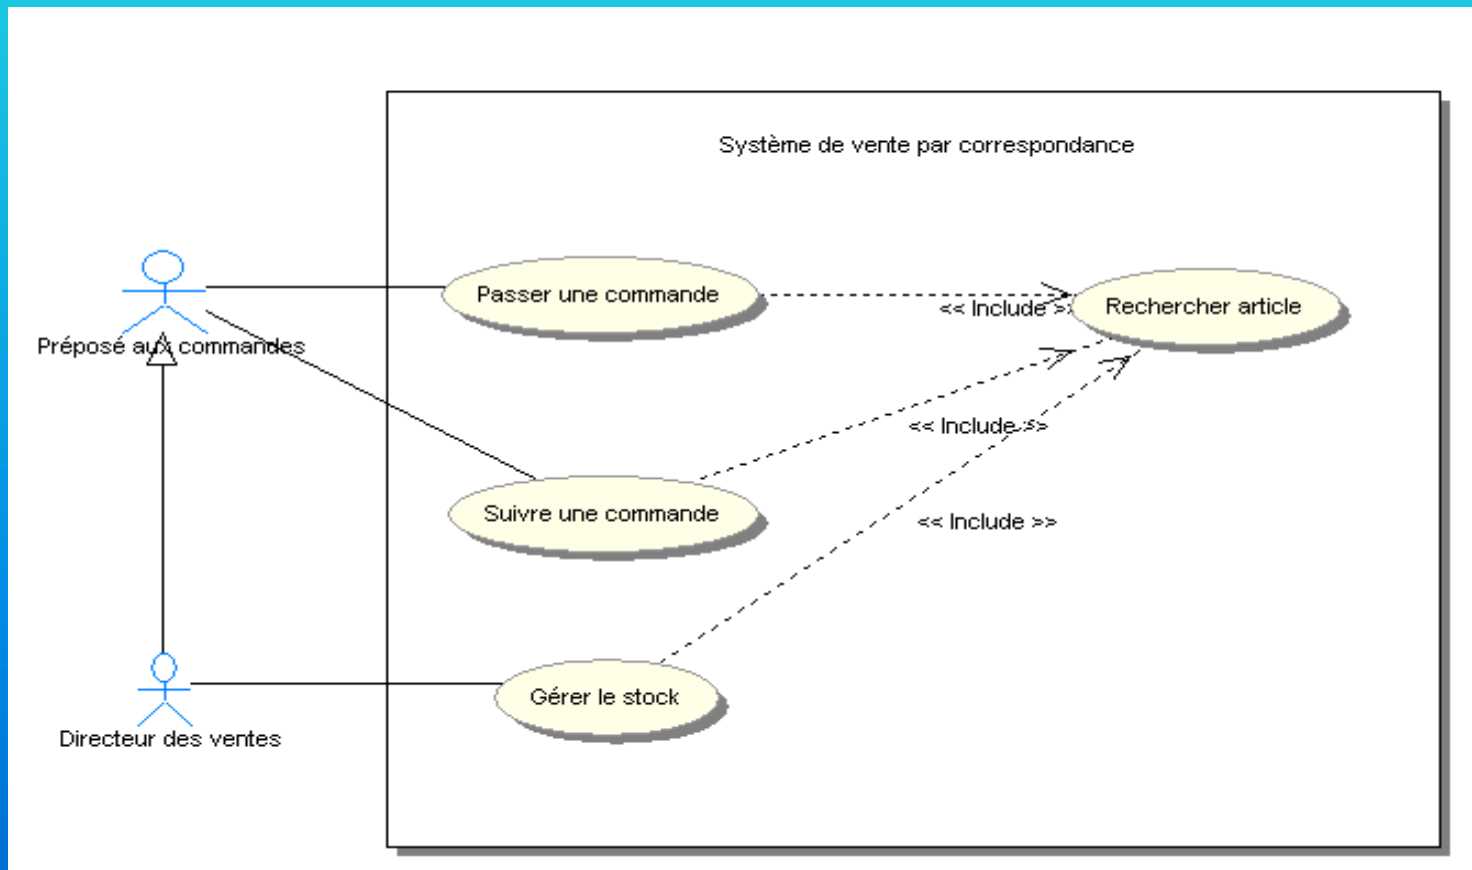 Système de vente par correspondance
Passer une commande
<< Include >>
Rechercher article
Préposé aux commandes
<< Include >>
Suivre une commande
<< Include >>
Gérer le stock
Directeur des ventes